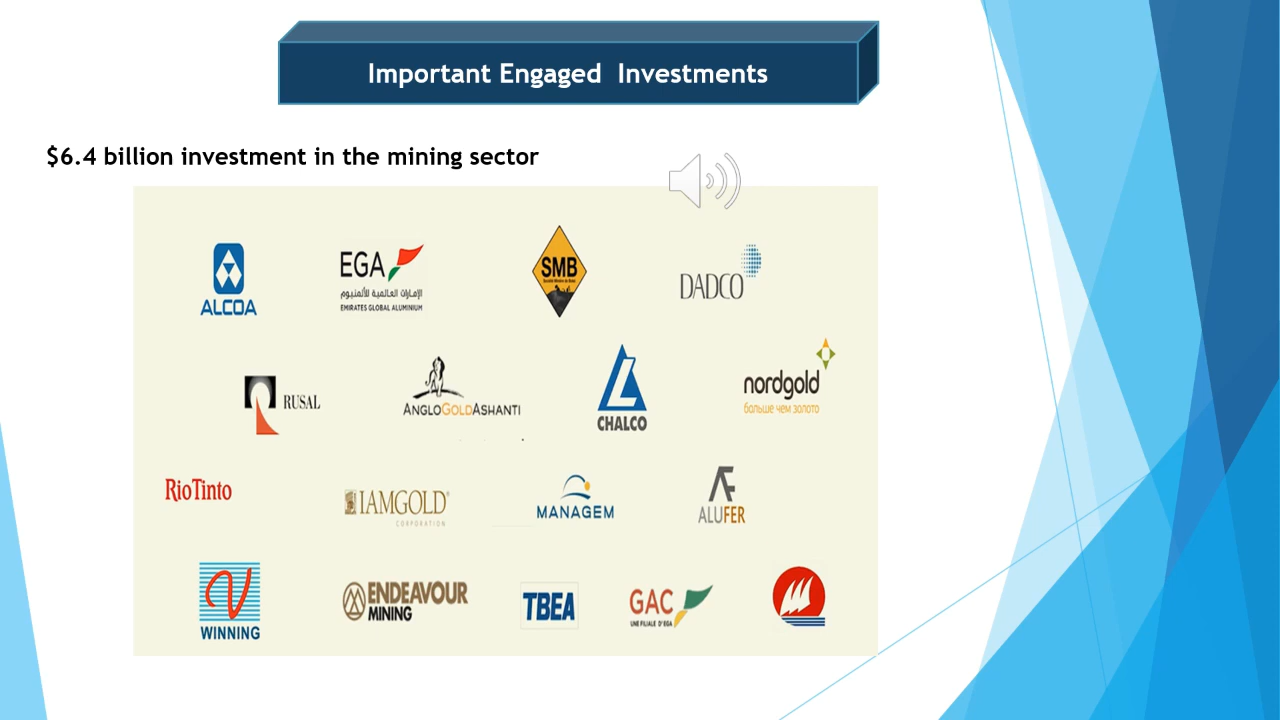 Important Engaged Investments
$6.4 billion investment in the mining sector
ALCOA
EGA
الإمارات العالمية للألمنيوم
EMIRATES GLOBAL ALUMINIUM
SMB
DADCO
RUSAL
ANGLOGOLDASHANTI
CHALCO
nordgold
больше чем золото
RioTinto
IAMGOLD®
CORPORATION
MANAGEM
AF
ALUFER
WINNING
ENDEAVOUR
MINING
TBEA
GAC
UNE FILIALE D'EGA